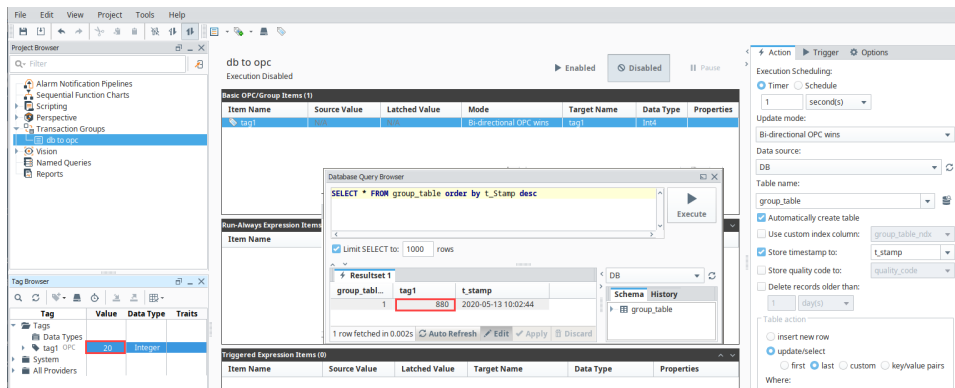 File Edit View Project Tools Help
Project Browser
Filter
Alarm Notification Pipelines
Sequential Function Charts
Scripting
Perspective
Transaction Groups
db to opc
Vision
Named Queries
Reports
Tag Browser
Tag Value Data Type Traits
Tags
Data Types
tag1 OPC 20 Integer
System
All Providers
db to opc
Execution Disabled
Enabled Disabled Pause
Basic OPC/Group Items (1)
Item Name Source Value Latched Value Mode Target Name Data Type Properties
tag1 N/A N/A Bi-directional OPC wins tag1 Int4
Run-Always Expression Items
Item Name
Database Query Browser
SELECT * FROM group_table order by t_Stamp desc
Execute
Limit SELECT to: 1000 rows
Resultset 1
group_tabl... tag1 t_stamp
1 880 2020-05-13 10:02:44
1 row fetched in 0.002s Auto Refresh Edit Apply Discard
DB
Schema History
group_table
Triggered Expression Items (0)
Item Name Source Value Latched Value Target Name Data Type Properties
Action Trigger Options
Execution Scheduling:
Timer Schedule
1 second(s)
Update mode:
Bi-directional OPC wins
Data source:
DB
Table name:
group_table
Automatically create table
Use custom index column: group_table_ndx
Store timestamp to: t_stamp
Store quality code to: quality_code
Delete records older than:
1 day(s)
Table action
insert new row
update/select
first last custom key/value pairs
Where: